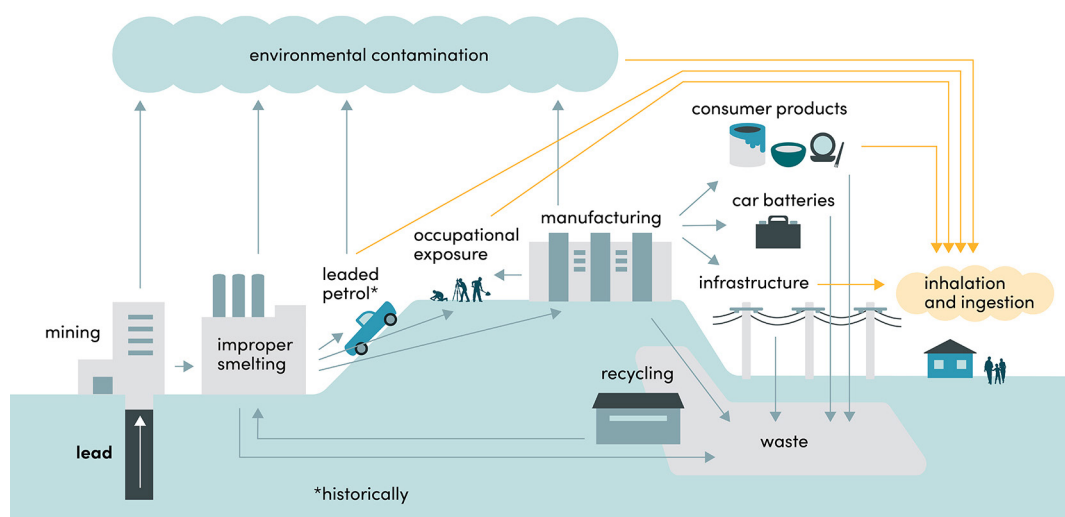 environmental contamination
consumer products
car batteries
manufacturing
occupational
exposure
leaded
petrol*
infrastructure
inhalation
and ingestion
mining
improper
smelting
recycling
lead
waste
*historically